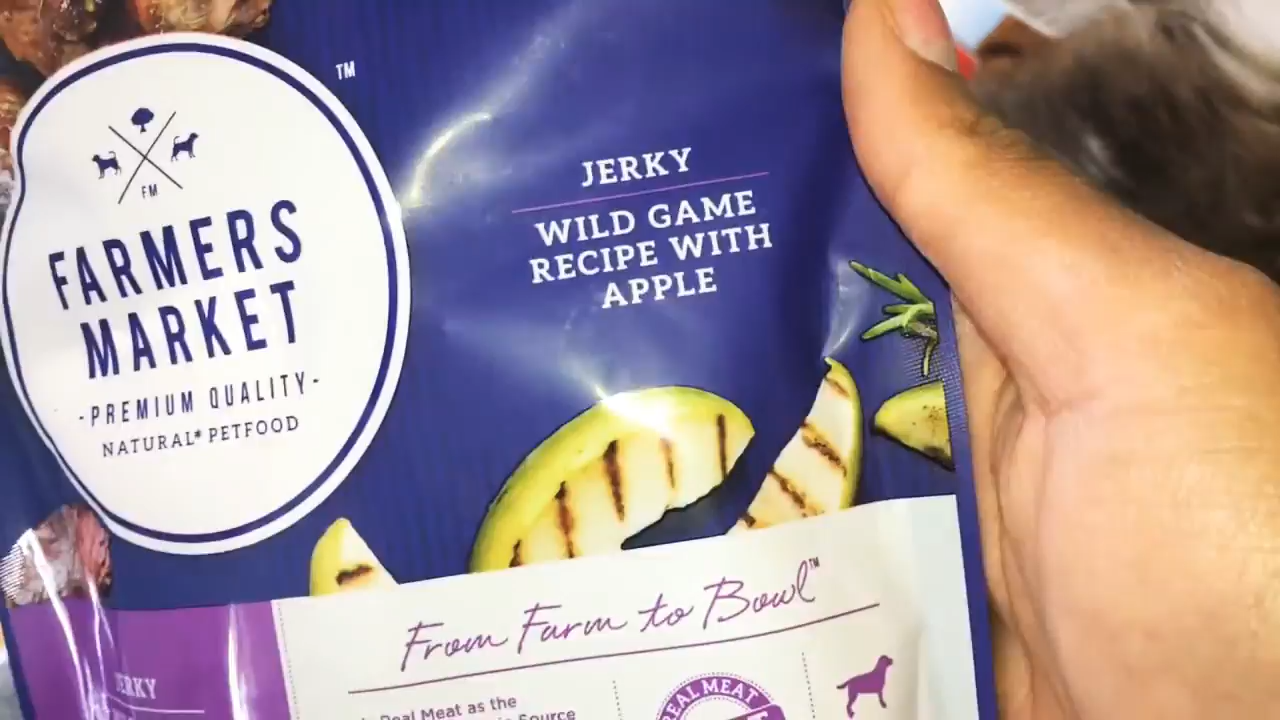 TM
FM
FARMERS
MARKET
-PREMIUM QUALITY-
NATURAL* PETFOOD
JERKY
WILD GAME
RECIPE WITH
APPLE
From Farm to Bowl™
JERKY
Real Meat as the
Source
REAL MEAT